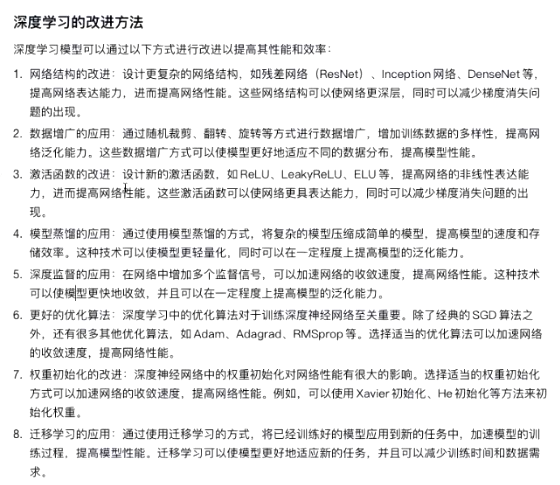 深度学习的改进方法
深度学习模型可以通过以下方式进行改进以提高其性能和效率：
1. 网络结构的改进：设计更复杂的网络结构，如残差网络（ResNet）、Inception 网络、DenseNet 等，
提高网络表达能力，进而提高网络性能。这些网络结构可以使网络更深层，同时可以减少梯度消失问
题的出现。
2. 数据增广的应用：通过随机裁剪、翻转、旋转等方式进行数据增广，增加训练数据的多样性，提高网
络泛化能力。这些数据增广方式可以使模型更好地适应不同的数据分布，提高模型性能。
3. 激活函数的改进：设计新的激活函数，如 ReLU、LeakyReLU、ELU 等，提高网络的非线性表达能
力，进而提高网络性能。这些激活函数可以使网络更具表达能力，同时可以减少梯度消失问题的出
现。
4. 模型蒸馏的应用：通过使用模型蒸馏的方式，将复杂的模型压缩成简单的模型，提高模型的速度和存
储效率。这种技术可以使模型更轻量化，同时可以在一定程度上提高模型的泛化能力。
5. 深度监督的应用：在网络中增加多个监督信号，可以加速网络的收敛速度，提高网络性能。这种技术
可以使模型更快地收敛，并且可以在一定程度上提高模型的泛化能力。
6. 更好的优化算法：深度学习中的优化算法对于训练深度神经网络至关重要。除了经典的 SGD 算法之
外，还有很多其他优化算法，如 Adam、Adagrad、RMSprop 等。选择适当的优化算法可以加速网络
的收敛速度，提高网络性能。
7. 权重初始化的改进：深度神经网络中的权重初始化对网络性能有很大的影响。选择适当的权重初始化
方式可以加速网络的收敛速度，提高网络性能。例如，可以使用 Xavier 初始化、He 初始化等方法来初
始化权重。
8. 迁移学习的应用：通过使用迁移学习的方式，将已经训练好的模型应用到新的任务中，加速模型的训
练过程，提高模型性能。迁移学习可以使模型更好地适应新的任务，并且可以减少训练时间和数据需
求。